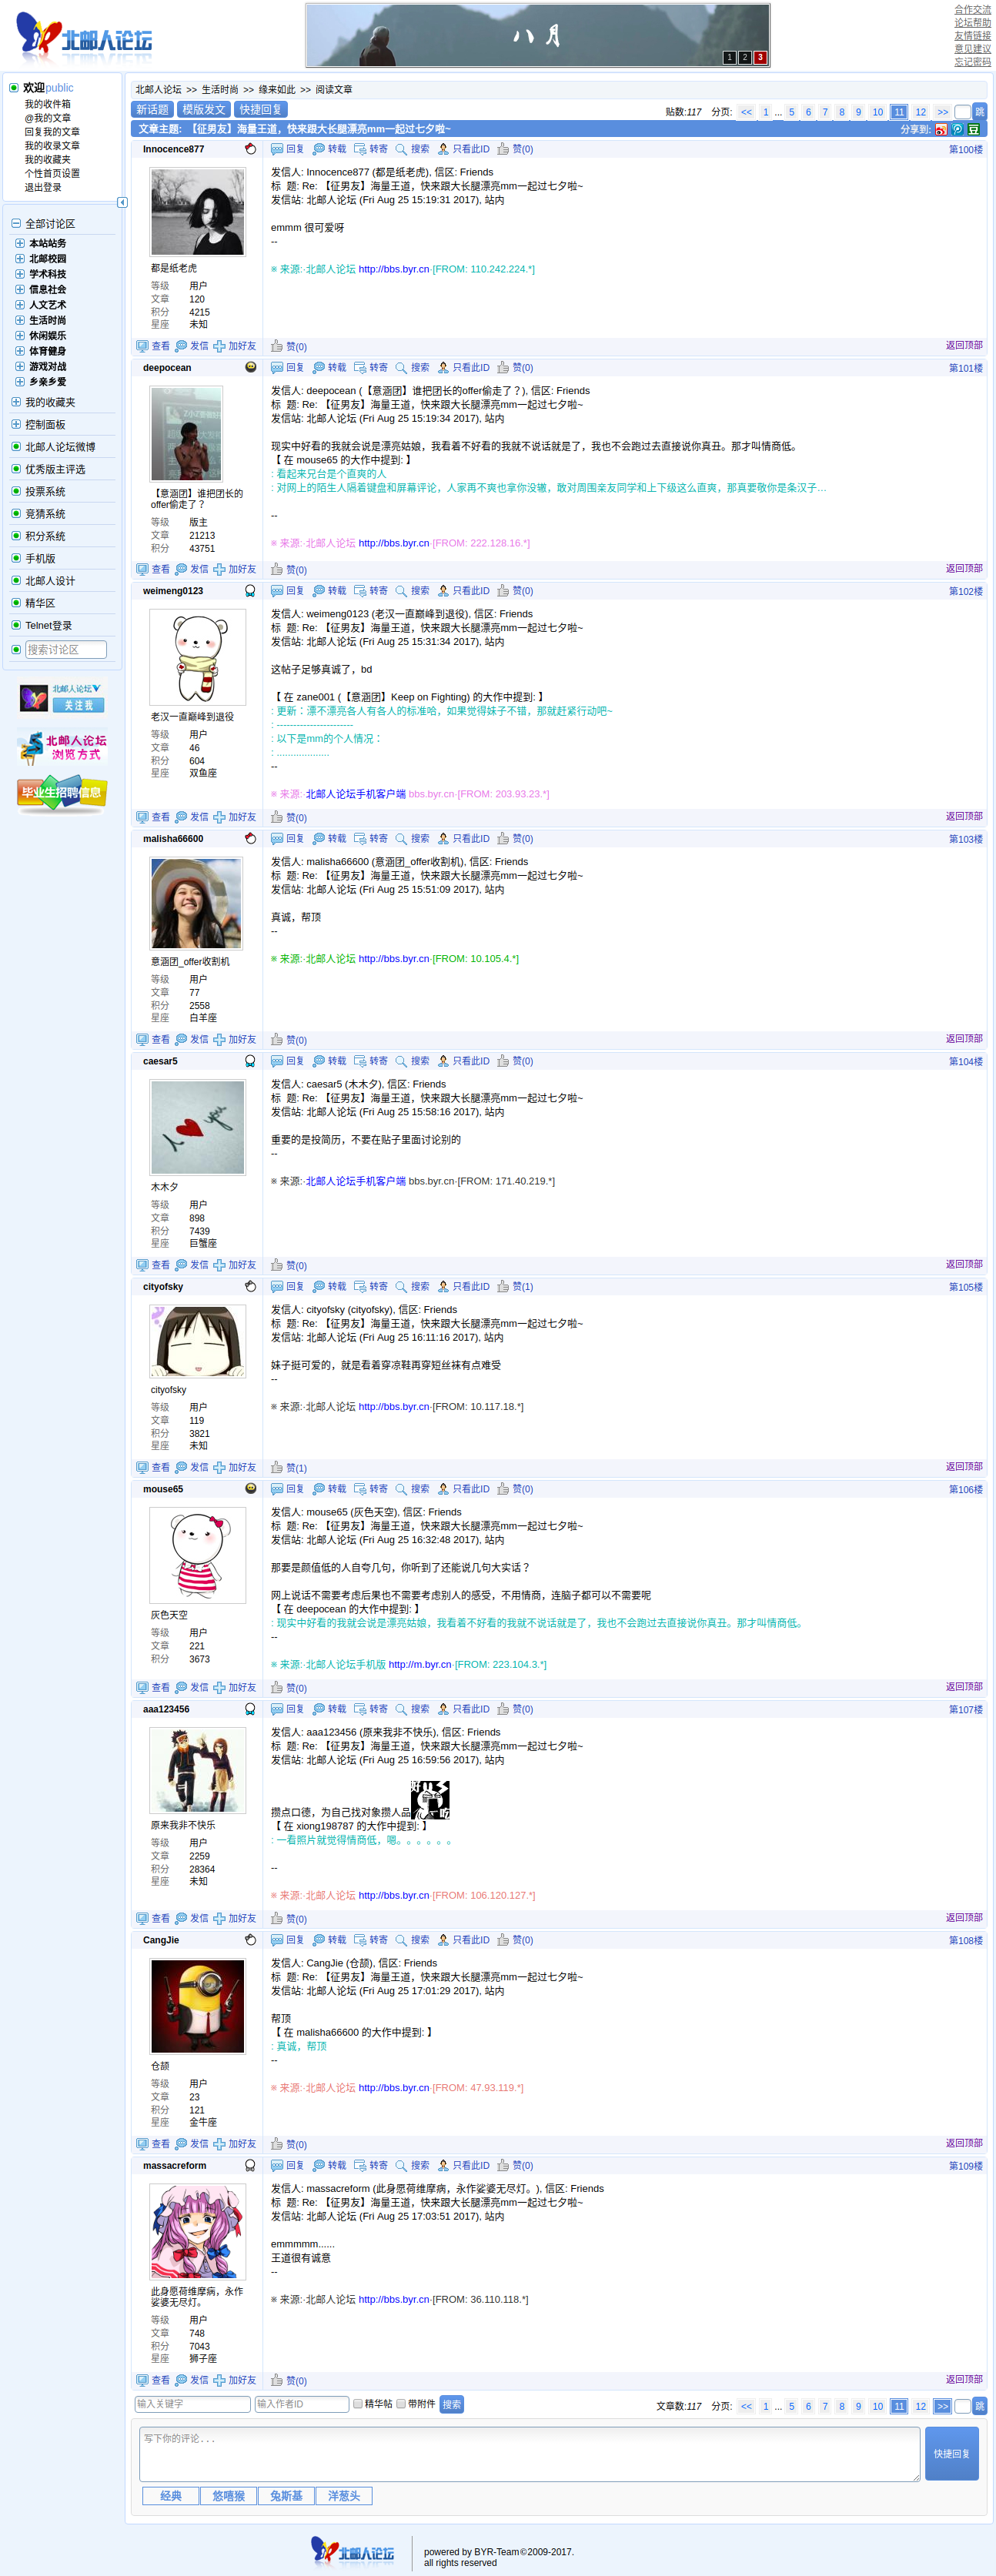 北邮人论坛
八月
1 2 3
合作交流
论坛帮助
友情链接
意见建议
忘记密码
欢迎public
我的收件箱
@我的文章
回复我的文章
我的收录文章
我的收藏夹
个性首页设置
退出登录
全部讨论区
本站站务
北邮校园
学术科技
信息社会
人文艺术
生活时尚
休闲娱乐
体育健身
游戏对战
乡亲乡爱
我的收藏夹
控制面板
北邮人论坛微博
优秀版主评选
投票系统
竞猜系统
积分系统
手机版
北邮人设计
精华区
Telnet登录
搜索讨论区
北邮人论坛
关注我
北邮人论坛
浏览方式
毕业生招聘信息
北邮人论坛 >> 生活时尚 >> 缘来如此 >> 阅读文章
新话题 模版发文 快捷回复
贴数:117 分页: << 1 ... 5 6 7 8 9 10 11 12 >> 跳
文章主题: 【征男友】海量王道，快来跟大长腿漂亮mm一起过七夕啦~
分享到:
豆
Innocence877
回复 转载 转寄 搜索 只看此ID 赞(0)
第100楼
都是纸老虎
等级 用户
文章 120
积分 4215
星座 未知
发信人: Innocence877 (都是纸老虎), 信区: Friends
标 题: Re: 【征男友】海量王道，快来跟大长腿漂亮mm一起过七夕啦~
发信站: 北邮人论坛 (Fri Aug 25 15:19:31 2017), 站内
emmm 很可爱呀
--
※ 来源:·北邮人论坛 http://bbs.byr.cn·[FROM: 110.242.224.*]
查看 发信 加好友 赞(0)
返回顶部
deepocean
回复 转载 转寄 搜索 只看此ID 赞(0)
第101楼
【意涵团】谁把团长的
offer偷走了？
等级 版主
文章 21213
积分 43751
发信人: deepocean (【意涵团】谁把团长的offer偷走了？), 信区: Friends
标 题: Re: 【征男友】海量王道，快来跟大长腿漂亮mm一起过七夕啦~
发信站: 北邮人论坛 (Fri Aug 25 15:19:34 2017), 站内
现实中好看的我就会说是漂亮姑娘，我看着不好看的我就不说话就是了，我也不会跑过去直接说你真丑。那才叫情商低。
【 在 mouse65 的大作中提到: 】
: 看起来兄台是个直爽的人
: 对网上的陌生人隔着键盘和屏幕评论，人家再不爽也拿你没辙，敢对周围亲友同学和上下级这么直爽，那真要敬你是条汉子...
--
※ 来源:·北邮人论坛 http://bbs.byr.cn·[FROM: 222.128.16.*]
查看 发信 加好友 赞(0)
返回顶部
weimeng0123
回复 转载 转寄 搜索 只看此ID 赞(0)
第102楼
老汉一直巅峰到退役
等级 用户
文章 46
积分 604
星座 双鱼座
发信人: weimeng0123 (老汉一直巅峰到退役), 信区: Friends
标 题: Re: 【征男友】海量王道，快来跟大长腿漂亮mm一起过七夕啦~
发信站: 北邮人论坛 (Fri Aug 25 15:31:34 2017), 站内
这帖子足够真诚了，bd
【 在 zane001 (【意涵团】Keep on Fighting) 的大作中提到: 】
: 更新：漂不漂亮各人有各人的标准哈，如果觉得妹子不错，那就赶紧行动吧~
: -----------------------
: 以下是mm的个人情况：
: ...................
--
※ 来源:·北邮人论坛手机客户端 bbs.byr.cn·[FROM: 203.93.23.*]
查看 发信 加好友 赞(0)
返回顶部
malisha66600
回复 转载 转寄 搜索 只看此ID 赞(0)
第103楼
意涵团_offer收割机
等级 用户
文章 77
积分 2558
星座 白羊座
发信人: malisha66600 (意涵团_offer收割机), 信区: Friends
标 题: Re: 【征男友】海量王道，快来跟大长腿漂亮mm一起过七夕啦~
发信站: 北邮人论坛 (Fri Aug 25 15:51:09 2017), 站内
真诚，帮顶
--
※ 来源:·北邮人论坛 http://bbs.byr.cn·[FROM: 10.105.4.*]
查看 发信 加好友 赞(0)
返回顶部
caesar5
回复 转载 转寄 搜索 只看此ID 赞(0)
第104楼
木木夕
等级 用户
文章 898
积分 7439
星座 巨蟹座
发信人: caesar5 (木木夕), 信区: Friends
标 题: Re: 【征男友】海量王道，快来跟大长腿漂亮mm一起过七夕啦~
发信站: 北邮人论坛 (Fri Aug 25 15:58:16 2017), 站内
重要的是投简历，不要在贴子里面讨论别的
--
※ 来源:·北邮人论坛手机客户端 bbs.byr.cn·[FROM: 171.40.219.*]
查看 发信 加好友 赞(0)
返回顶部
cityofsky
回复 转载 转寄 搜索 只看此ID 赞(1)
第105楼
cityofsky
等级 用户
文章 119
积分 3821
星座 未知
发信人: cityofsky (cityofsky), 信区: Friends
标 题: Re: 【征男友】海量王道，快来跟大长腿漂亮mm一起过七夕啦~
发信站: 北邮人论坛 (Fri Aug 25 16:11:16 2017), 站内
妹子挺可爱的，就是看着穿凉鞋再穿短丝袜有点难受
--
※ 来源:·北邮人论坛 http://bbs.byr.cn·[FROM: 10.117.18.*]
查看 发信 加好友 赞(1)
返回顶部
mouse65
回复 转载 转寄 搜索 只看此ID 赞(0)
第106楼
灰色天空
等级 用户
文章 221
积分 3673
发信人: mouse65 (灰色天空), 信区: Friends
标 题: Re: 【征男友】海量王道，快来跟大长腿漂亮mm一起过七夕啦~
发信站: 北邮人论坛 (Fri Aug 25 16:32:48 2017), 站内
那要是颜值低的人自夸几句，你听到了还能说几句大实话？
网上说话不需要考虑后果也不需要考虑别人的感受，不用情商，连脑子都可以不需要呢
【 在 deepocean 的大作中提到: 】
: 现实中好看的我就会说是漂亮姑娘，我看着不好看的我就不说话就是了，我也不会跑过去直接说你真丑。那才叫情商低。
--
※ 来源:·北邮人论坛手机版 http://m.byr.cn·[FROM: 223.104.3.*]
查看 发信 加好友 赞(0)
返回顶部
aaa123456
回复 转载 转寄 搜索 只看此ID 赞(0)
第107楼
原来我非不快乐
等级 用户
文章 2259
积分 28364
星座 未知
发信人: aaa123456 (原来我非不快乐), 信区: Friends
标 题: Re: 【征男友】海量王道，快来跟大长腿漂亮mm一起过七夕啦~
发信站: 北邮人论坛 (Fri Aug 25 16:59:56 2017), 站内
攒点口德，为自己找对象攒人品
【 在 xiong198787 的大作中提到: 】
: 一看照片就觉得情商低，嗯。。。。。。
--
※ 来源:·北邮人论坛 http://bbs.byr.cn·[FROM: 106.120.127.*]
查看 发信 加好友 赞(0)
返回顶部
CangJie
回复 转载 转寄 搜索 只看此ID 赞(0)
第108楼
仓颉
等级 用户
文章 23
积分 121
星座 金牛座
发信人: CangJie (仓颉), 信区: Friends
标 题: Re: 【征男友】海量王道，快来跟大长腿漂亮mm一起过七夕啦~
发信站: 北邮人论坛 (Fri Aug 25 17:01:29 2017), 站内
帮顶
【 在 malisha66600 的大作中提到: 】
: 真诚，帮顶
--
※ 来源:·北邮人论坛 http://bbs.byr.cn·[FROM: 47.93.119.*]
查看 发信 加好友 赞(0)
返回顶部
massacreform
回复 转载 转寄 搜索 只看此ID 赞(0)
第109楼
此身愿荷维摩病，永作
娑婆无尽灯。
等级 用户
文章 748
积分 7043
星座 狮子座
发信人: massacreform (此身愿荷维摩病，永作娑婆无尽灯。), 信区: Friends
标 题: Re: 【征男友】海量王道，快来跟大长腿漂亮mm一起过七夕啦~
发信站: 北邮人论坛 (Fri Aug 25 17:03:51 2017), 站内
emmmmm......
王道很有诚意
--
※ 来源:·北邮人论坛 http://bbs.byr.cn·[FROM: 36.110.118.*]
查看 发信 加好友 赞(0)
返回顶部
输入关键字 输入作者ID 精华帖 带附件 搜索
文章数:117 分页: << 1 ... 5 6 7 8 9 10 11 12 >> 跳
写下你的评论...
快捷回复
经典 悠嘻猴 兔斯基 洋葱头
北邮人论坛
powered by BYR-Team©2009-2017.
all rights reserved